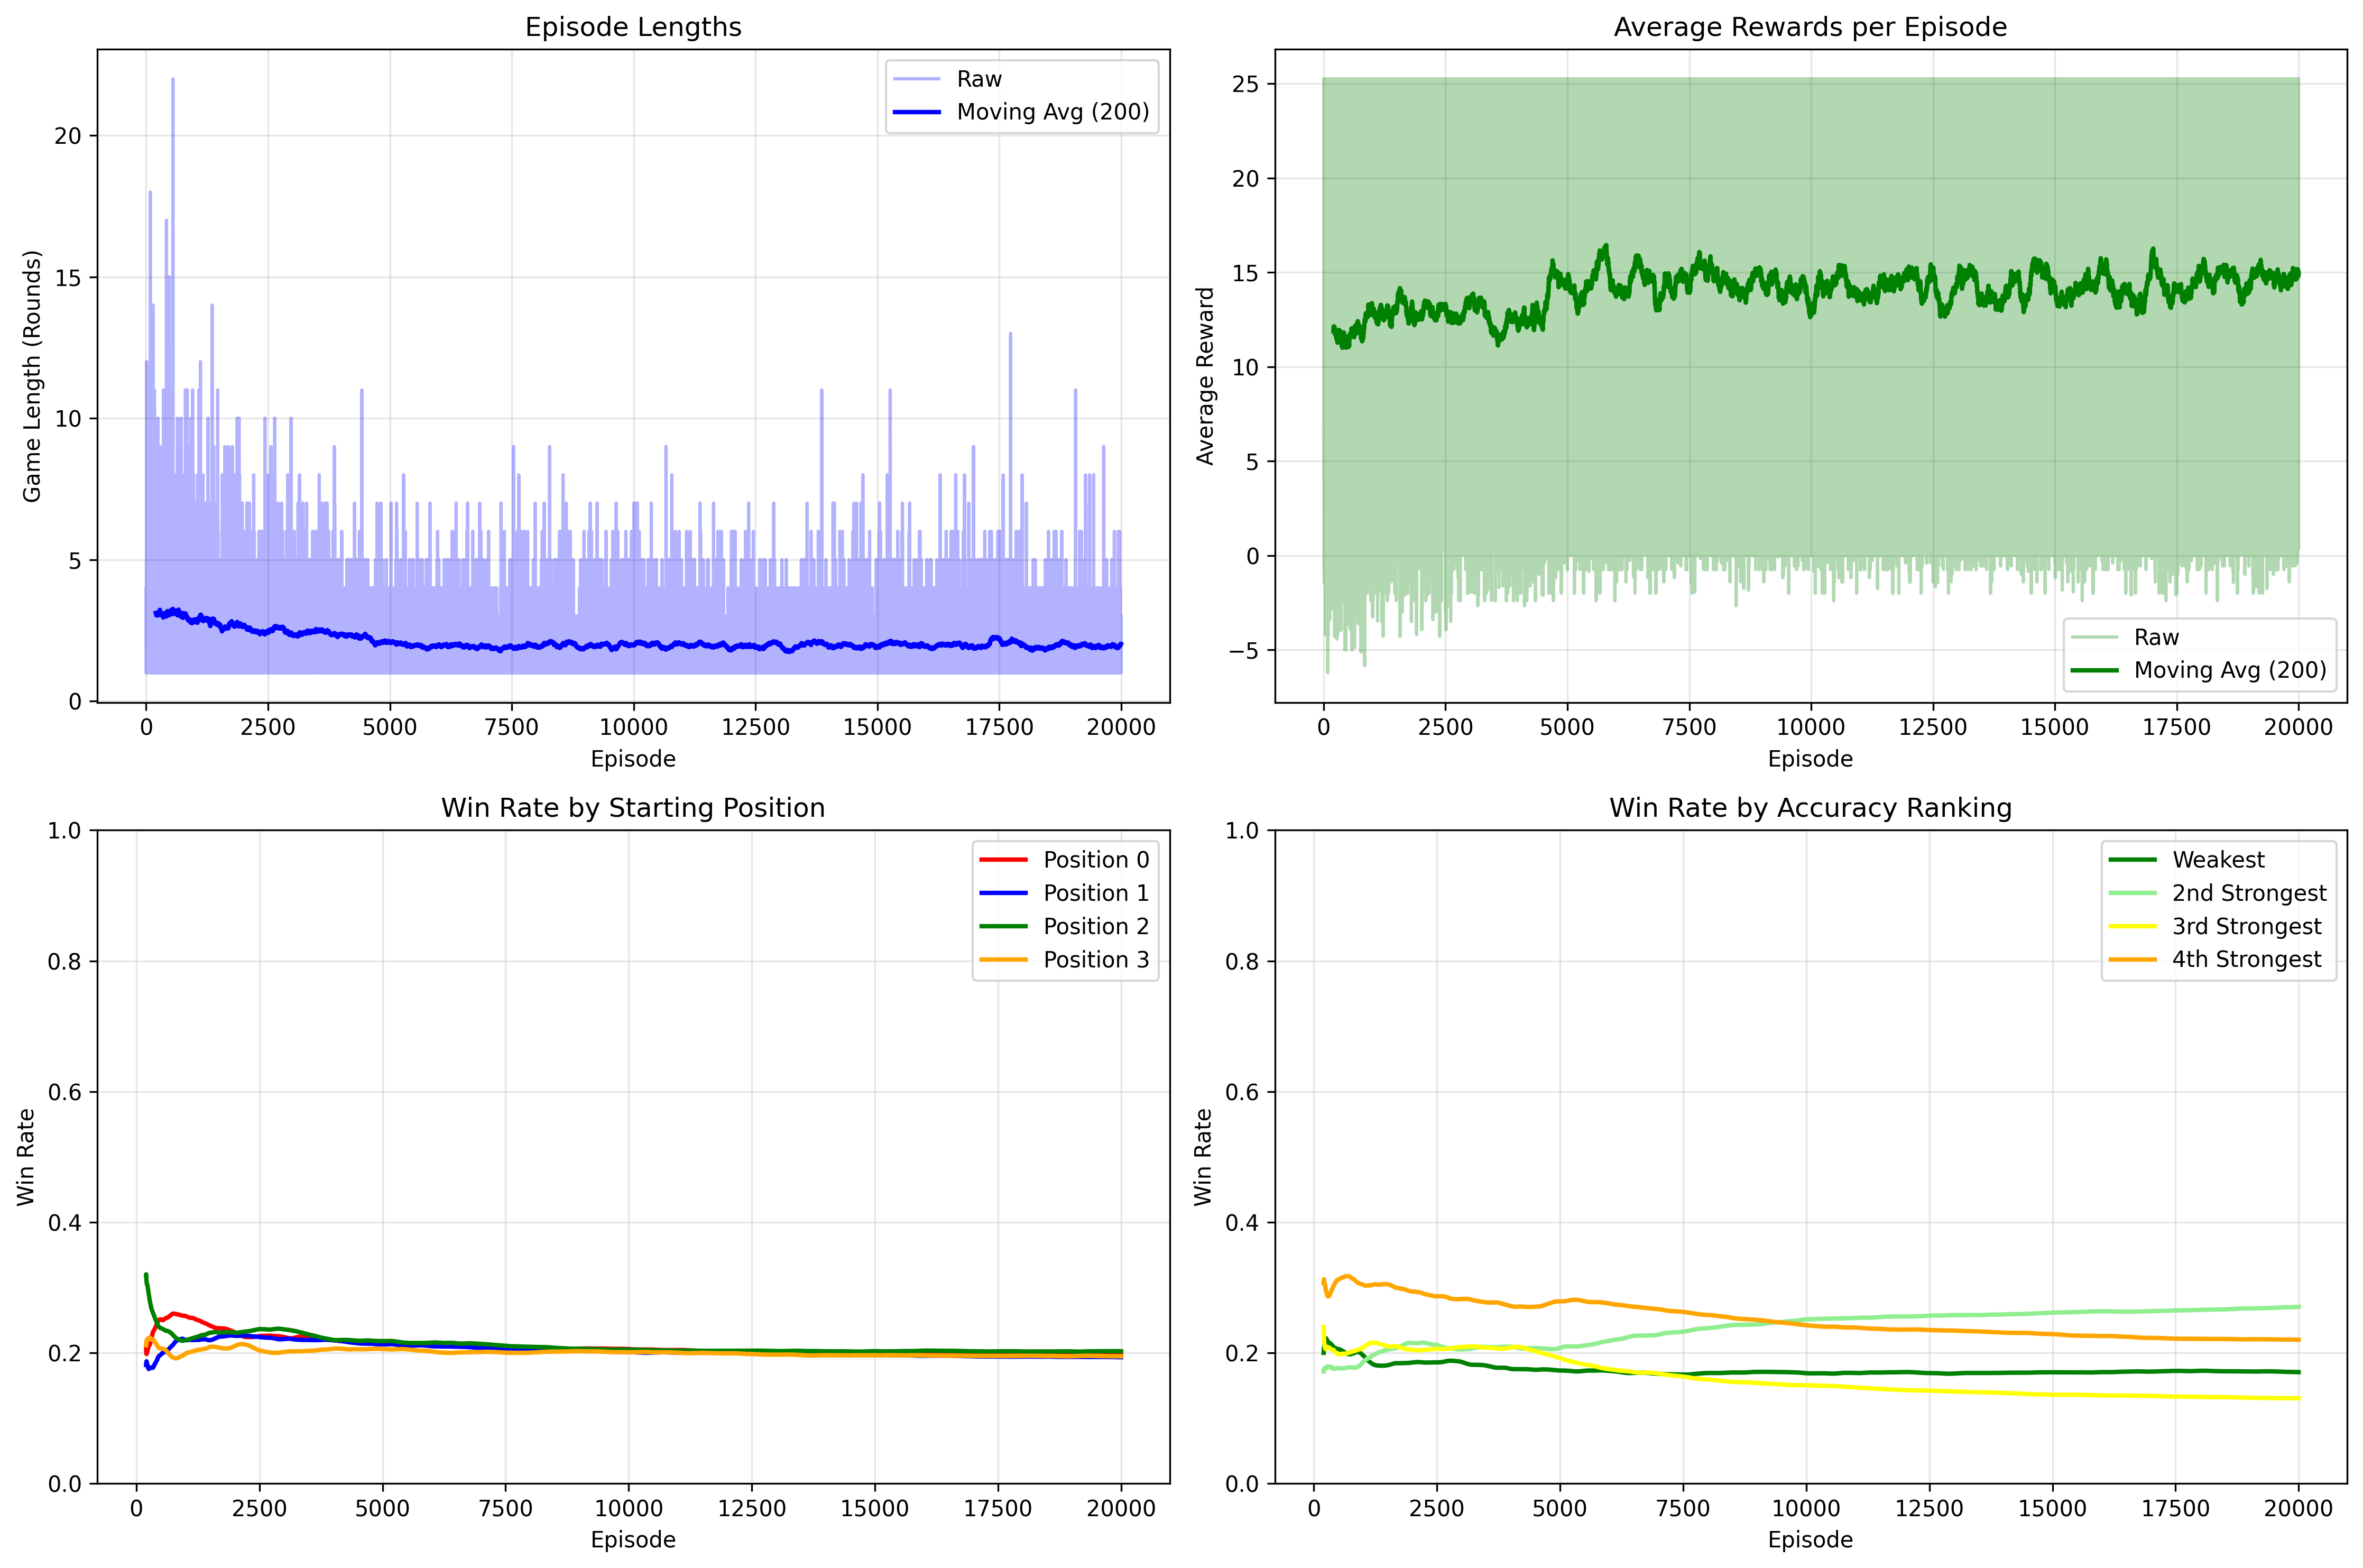 Episode Lengths
Game Length (Rounds)
20
15
10
5
0
Raw
Moving Avg (200)
0 2500 5000 7500 10000 12500 15000 17500 20000
Episode
Average Rewards per Episode
Average Reward
25
20
15
10
5
0
−5
Raw
Moving Avg (200)
0 2500 5000 7500 10000 12500 15000 17500 20000
Episode
Win Rate by Starting Position
Win Rate
1.0
0.8
0.6
0.4
0.2
0.0
Position 0
Position 1
Position 2
Position 3
0 2500 5000 7500 10000 12500 15000 17500 20000
Episode
Win Rate by Accuracy Ranking
Win Rate
1.0
0.8
0.6
0.4
0.2
0.0
Weakest
2nd Strongest
3rd Strongest
4th Strongest
0 2500 5000 7500 10000 12500 15000 17500 20000
Episode